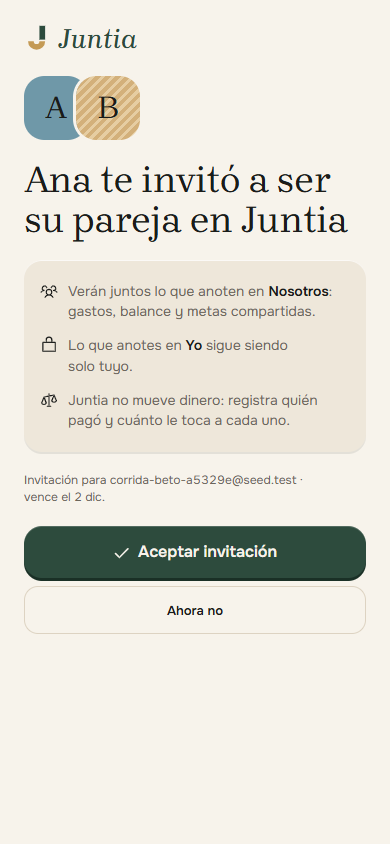 Juntia
A B
Ana te invitó a ser
su pareja en Juntia
Verán juntos lo que anoten en Nosotros:
gastos, balance y metas compartidas.
Lo que anotes en Yo sigue siendo
solo tuyo.
Juntia no mueve dinero: registra quién
pagó y cuánto le toca a cada uno.
Invitación para corrida-beto-a5329e@seed.test ·
vence el 2 dic.
Aceptar invitación
Ahora no